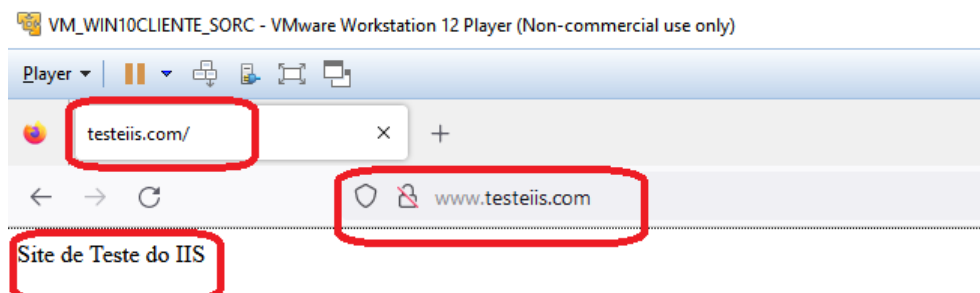 VM_WIN10CLIENTE_SORC - VMware Workstation 12 Player (Non-commercial use only)
Player
testeiis.com/
www.testeiis.com
Site de Teste do IIS